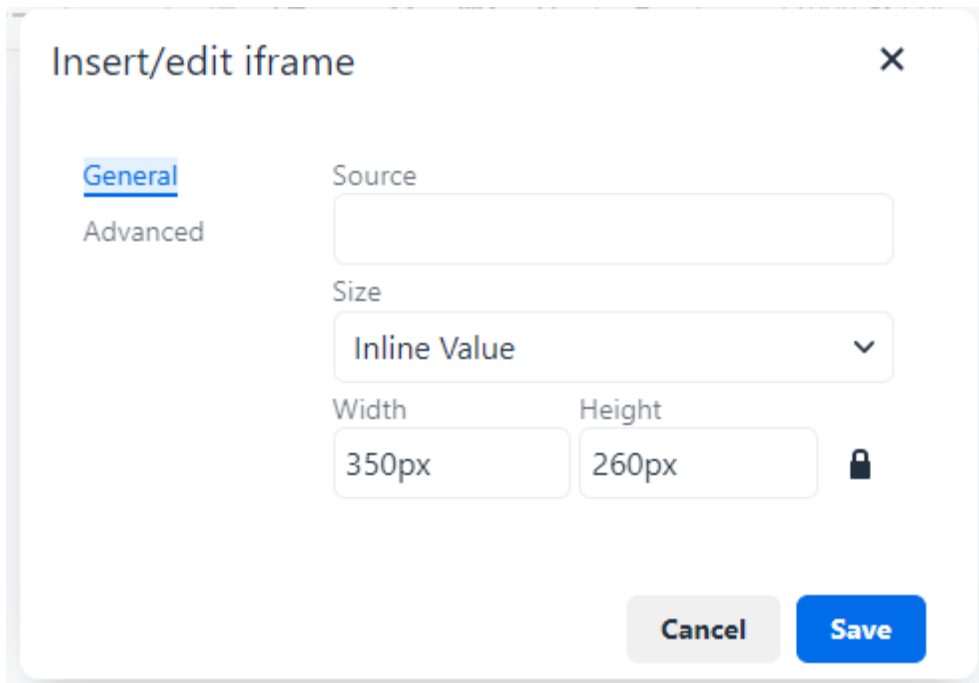 Insert/edit iframe
General
Advanced
Source
Size
Inline Value
Width
Height
350px
260px
Cancel
Save